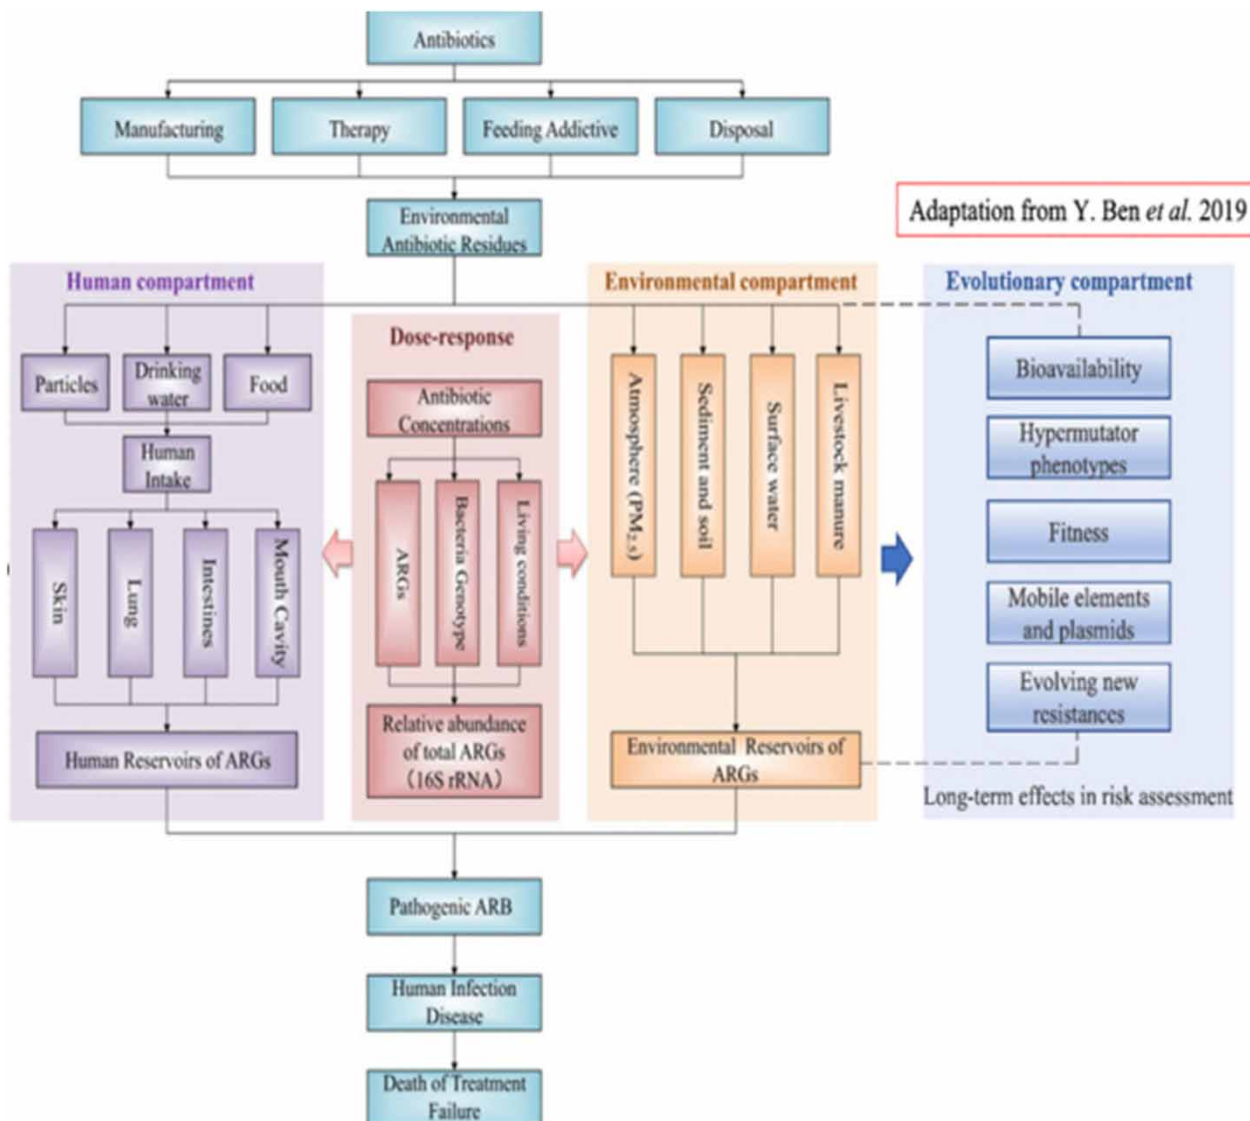 Antibiotics
Manufacturing
Therapy
Feeding Addictive
Disposal
Environmental
Antibiotic Residues
Adaptation from Y. Ben et al. 2019
Human compartment
Particles
Drinking
water
Food
Human
Intake
Skin
Lung
Intestines
Mouth Cavity
Human Reservoirs of ARGs
Dose-response
Antibiotic
Concentrations
ARGs
Bacteria Genotype
Living conditions
Relative abundance
of total ARGs
(16S rRNA)
Environmental compartment
Atmosphere (PM2.5)
Sediment and soil
Surface water
Livestock manure
Environmental Reservoirs of
ARGs
Evolutionary compartment
Bioavailability
Hypermutator
phenotypes
Fitness
Mobile elements
and plasmids
Evolving new
resistances
Long-term effects in risk assessment
Pathogenic ARB
Human Infection
Disease
Death of Treatment
Failure